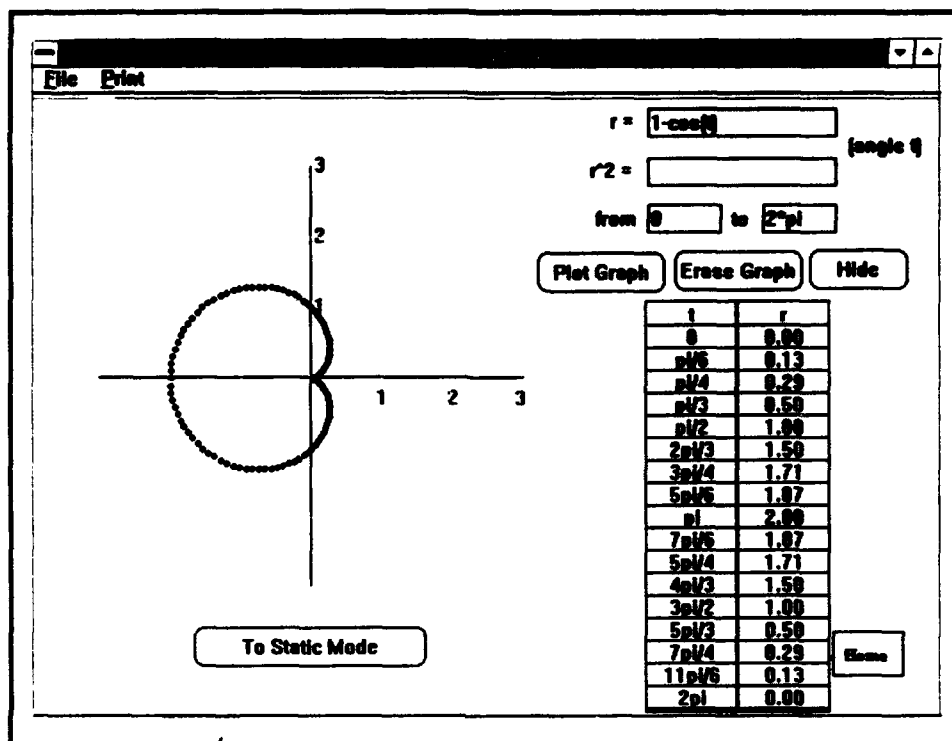 File Print
r = 1-cos(t)
(angle t)
r^2 =
from 0 to 2*pi
Plot Graph Erase Graph Hide
3
2
1
1 2 3
t r
0 0.00
pi/6 0.13
pi/4 0.29
pi/3 0.50
pi/2 1.00
2pi/3 1.50
3pi/4 1.71
5pi/6 1.87
pi 2.00
7pi/6 1.87
5pi/4 1.71
4pi/3 1.50
3pi/2 1.00
5pi/3 0.50
7pi/4 0.29
11pi/6 0.13
2pi 0.00
To Static Mode
Home